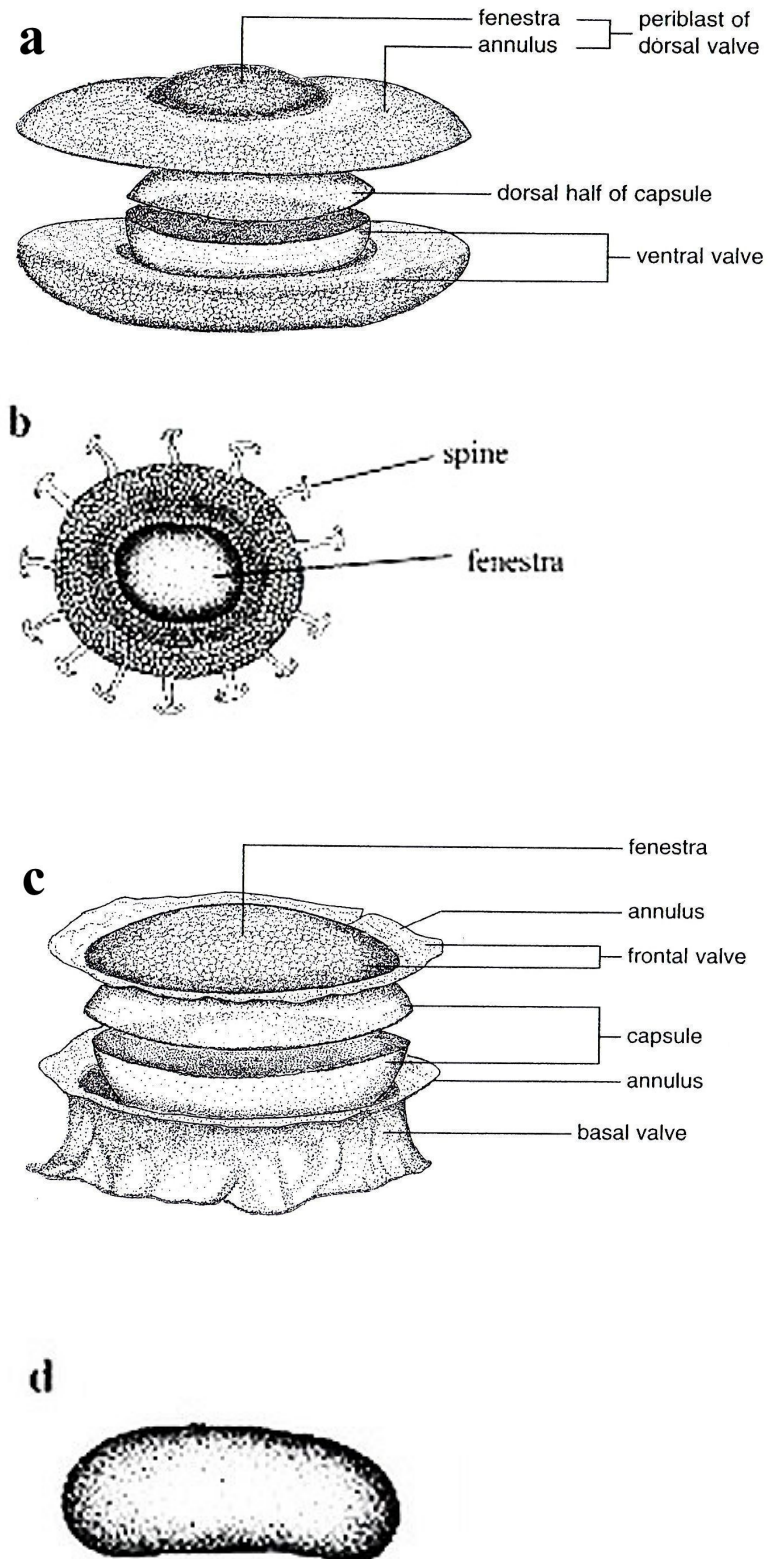 a
fenestra
annulus
periblast of
dorsal valve
dorsal half of capsule
ventral valve
b
spine
fenestra
c
fenestra
annulus
frontal valve
capsule
annulus
basal valve
d